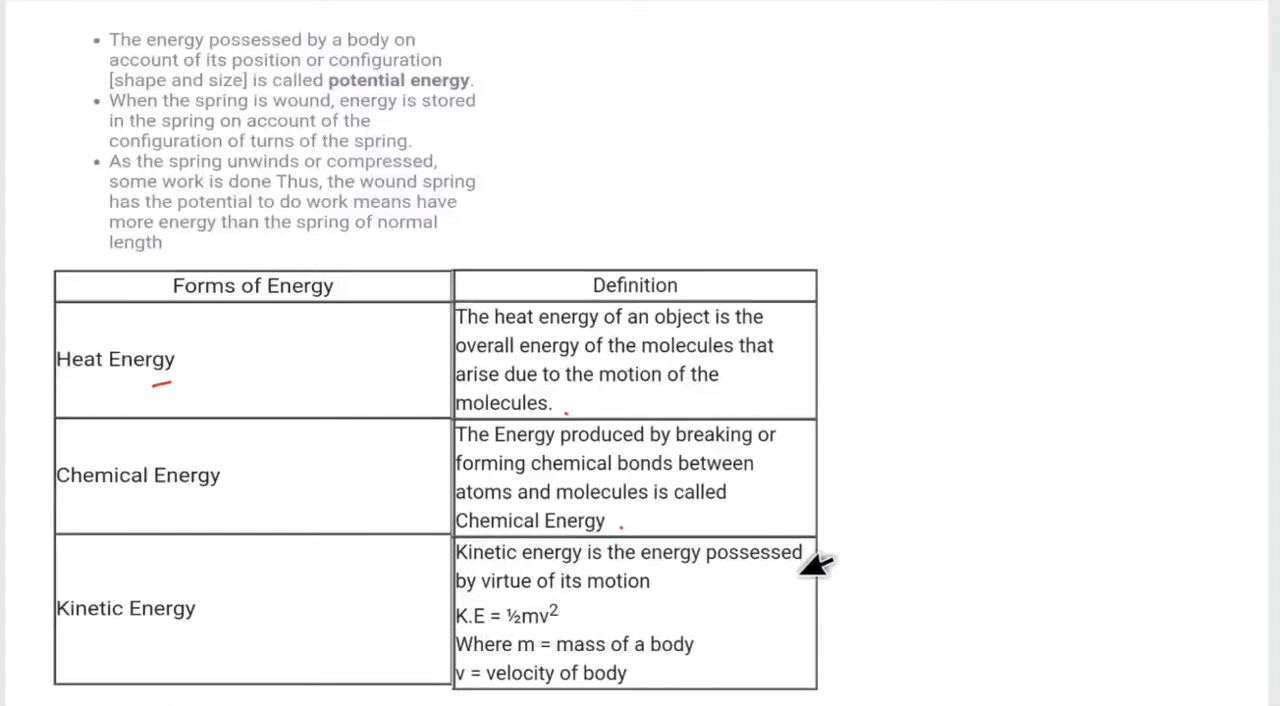 • The energy possessed by a body on
account of its position or configuration
[shape and size] is called potential energy.
• When the spring is wound, energy is stored
in the spring on account of the
configuration of turns of the spring.
• As the spring unwinds or compressed,
some work is done Thus, the wound spring
has the potential to do work means have
more energy than the spring of normal
length
Forms of Energy
Definition
Heat Energy
The heat energy of an object is the
overall energy of the molecules that
arise due to the motion of the
molecules.
Chemical Energy
The Energy produced by breaking or
forming chemical bonds between
atoms and molecules is called
Chemical Energy
Kinetic Energy
Kinetic energy is the energy possessed
by virtue of its motion
K.E = ½mv²
Where m = mass of a body
v = velocity of body